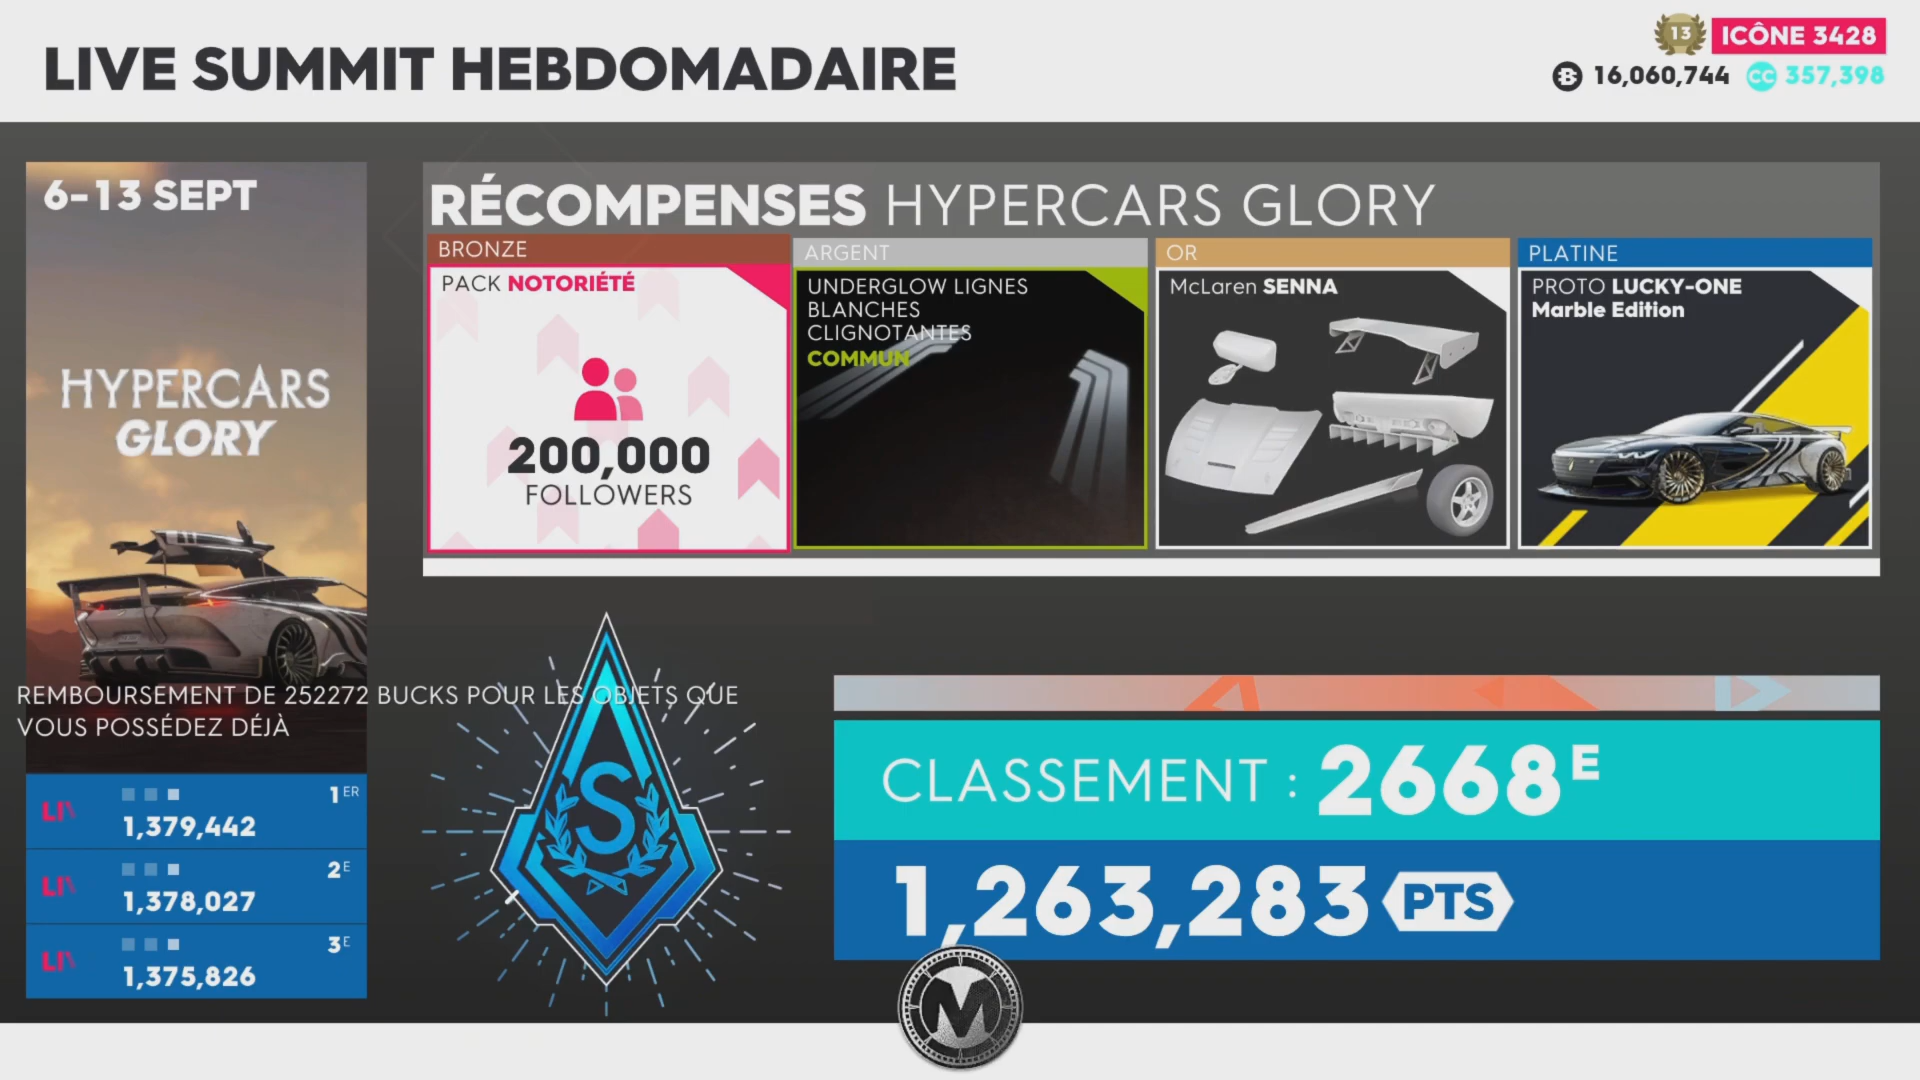 LIVE SUMMIT HEBDOMADAIRE
13 ICÔNE 3428
16,060,744 CC 357,398
6-13 SEPT
HYPERCARS
GLORY
RÉCOMPENSES HYPERCARS GLORY
BRONZE
PACK NOTORIÉTÉ
200,000
FOLLOWERS
ARGENT
UNDERGLOW LIGNES
BLANCHES
CLIGNOTANTES
COMMUN
OR
McLaren SENNA
PLATINE
PROTO LUCKY-ONE
Marble Edition
REMBOURSEMENT DE 252272 BUCKS POUR LES OBJETS QUE
VOUS POSSÉDEZ DÉJÀ
1ER
1,379,442
2E
1,378,027
3E
1,375,826
S
CLASSEMENT : 2668E
1,263,283 PTS
M